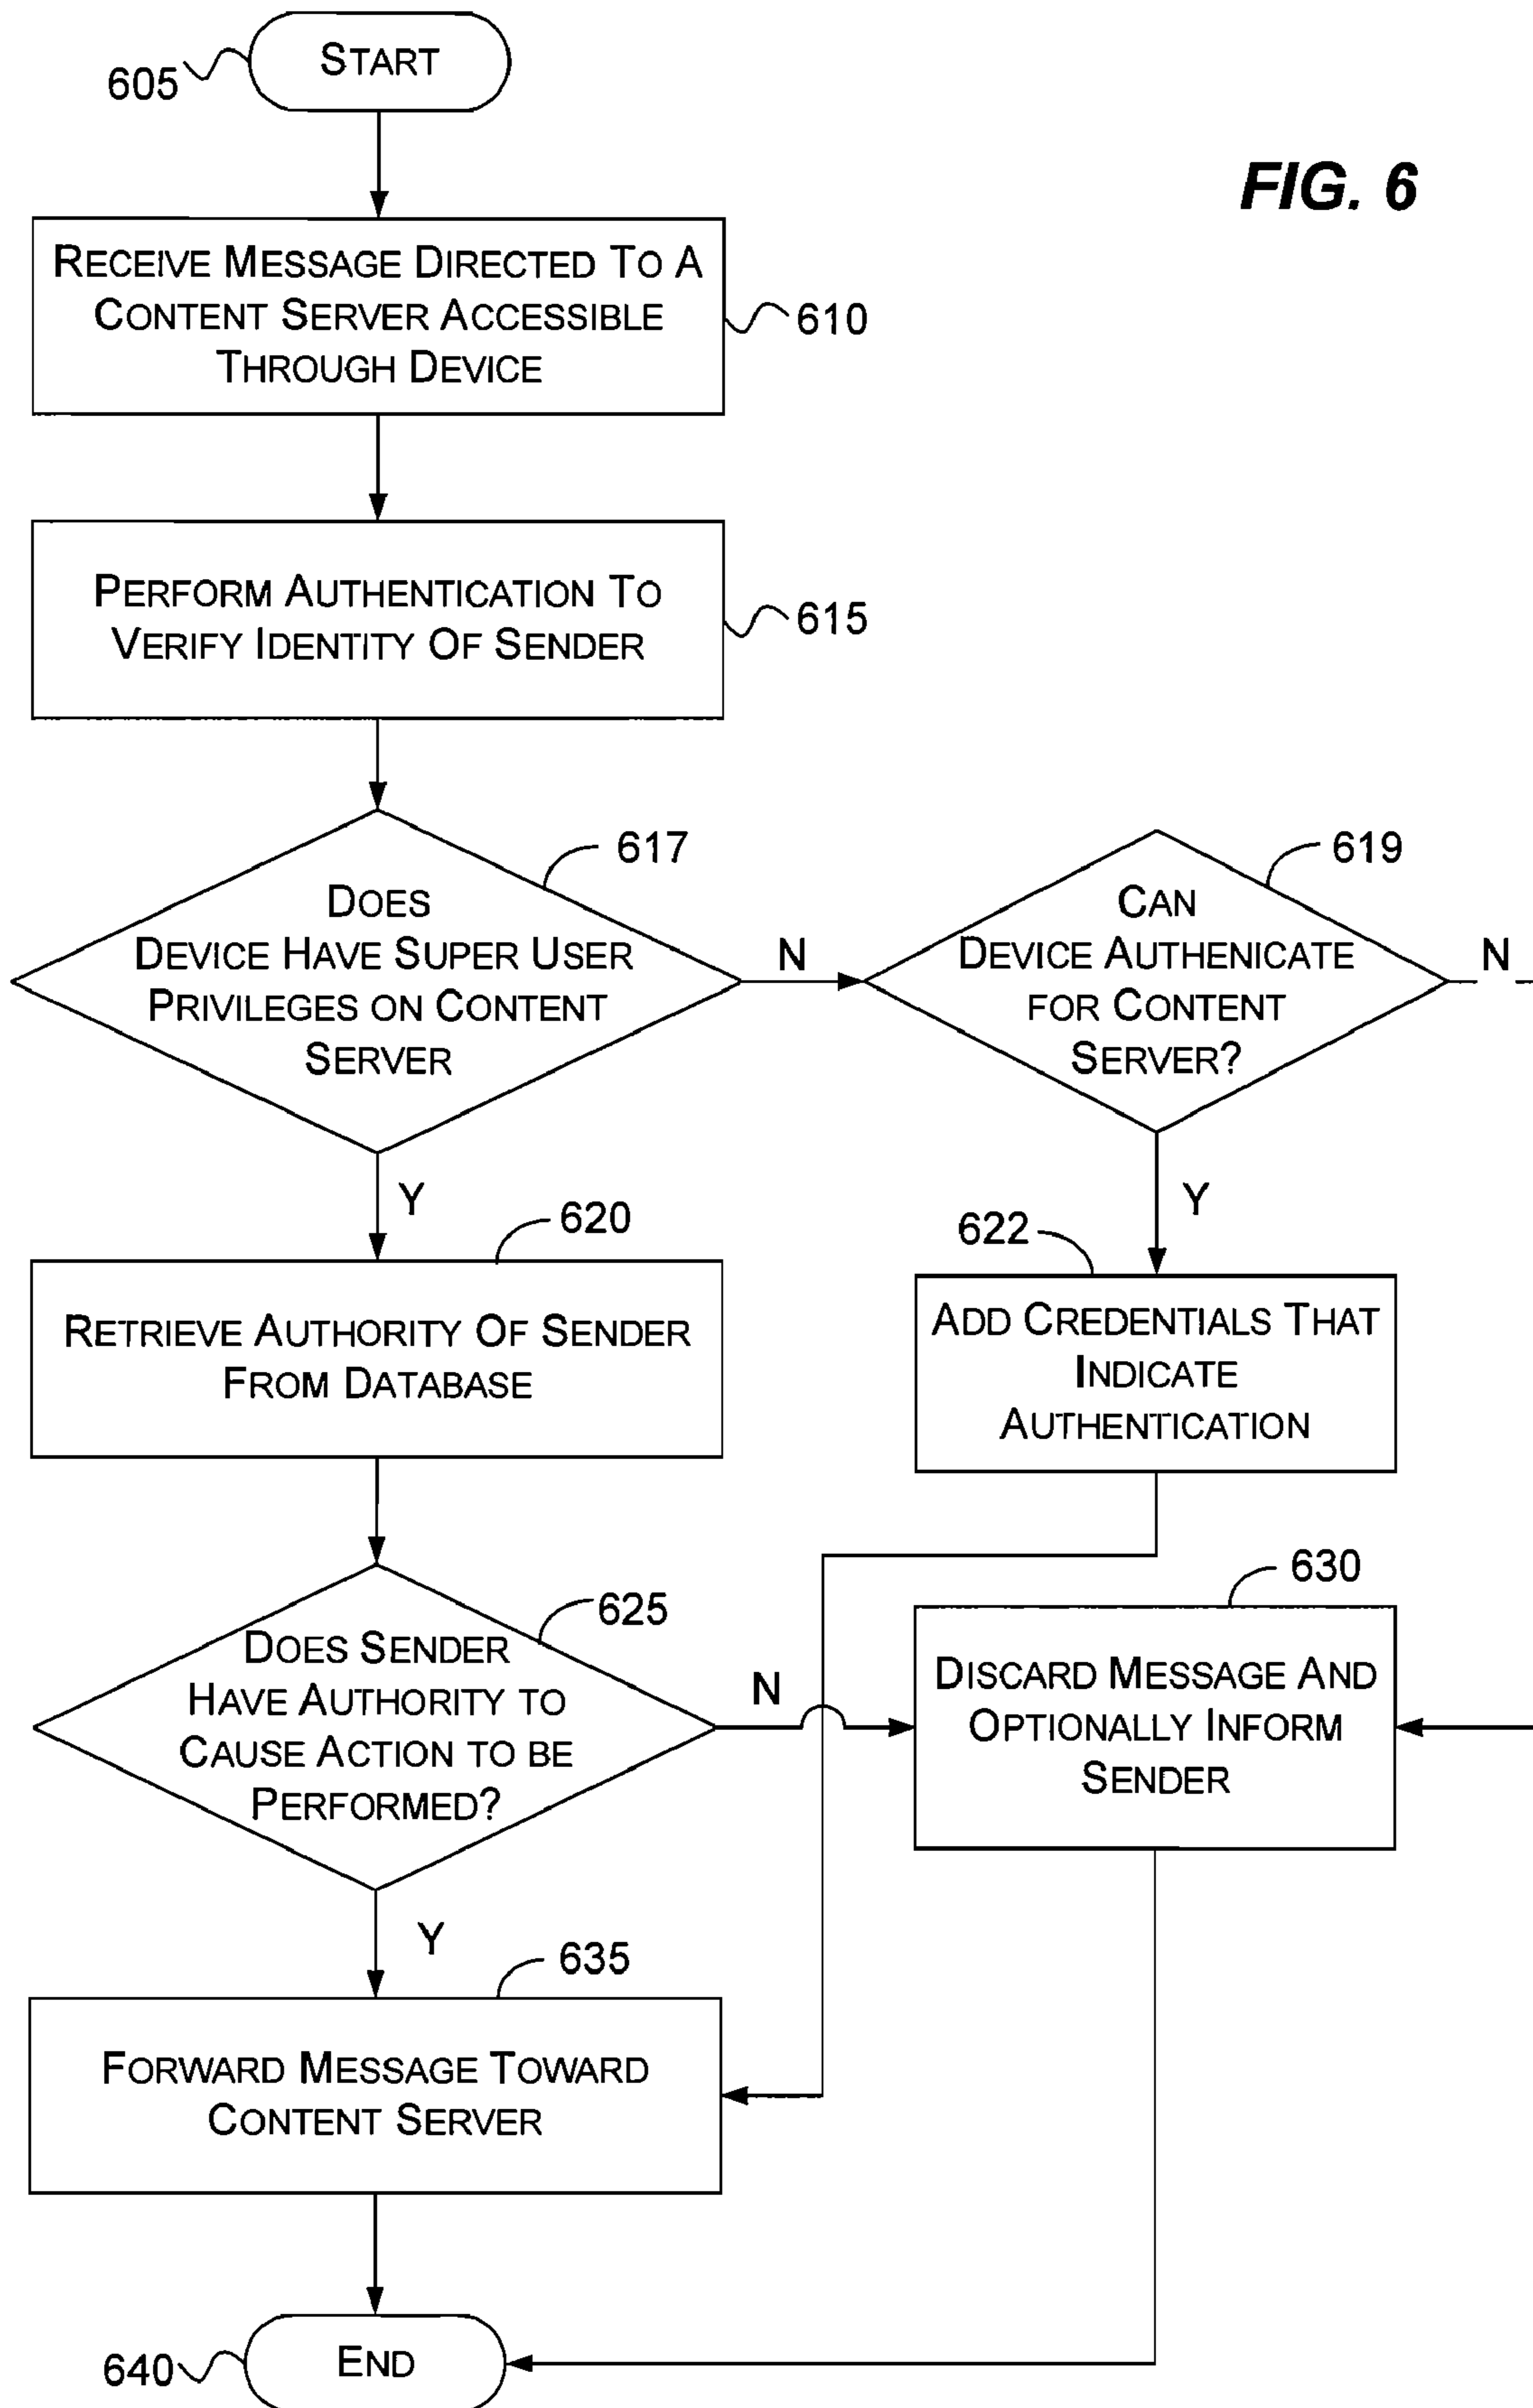 START
605
FIG. 6
RECEIVE MESSAGE DIRECTED TO A
CONTENT SERVER ACCESSIBLE
THROUGH DEVICE
610
PERFORM AUTHENTICATION TO
VERIFY IDENTITY OF SENDER
615
617
DOES
DEVICE HAVE SUPER USER
PRIVILEGES ON CONTENT
SERVER
N
619
CAN
DEVICE AUTHENICATE
FOR CONTENT
SERVER?
N
Y
Y
620
RETRIEVE AUTHORITY OF SENDER
FROM DATABASE
622
ADD CREDENTIALS THAT
INDICATE
AUTHENTICATION
625
DOES SENDER
HAVE AUTHORITY TO
CAUSE ACTION TO BE
PERFORMED?
N
630
DISCARD MESSAGE AND
OPTIONALLY INFORM
SENDER
Y
635
FORWARD MESSAGE TOWARD
CONTENT SERVER
640
END